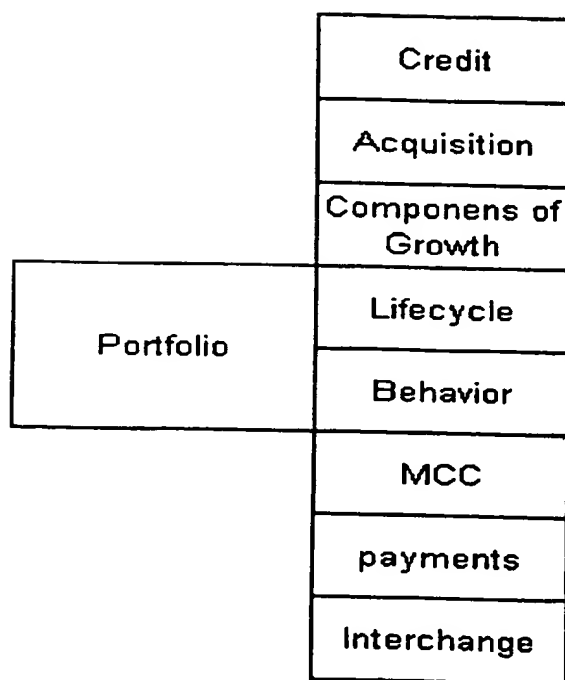 Credit
Acquisition
Componens of
Growth
Portfolio
Lifecycle
Behavior
MCC
payments
Interchange